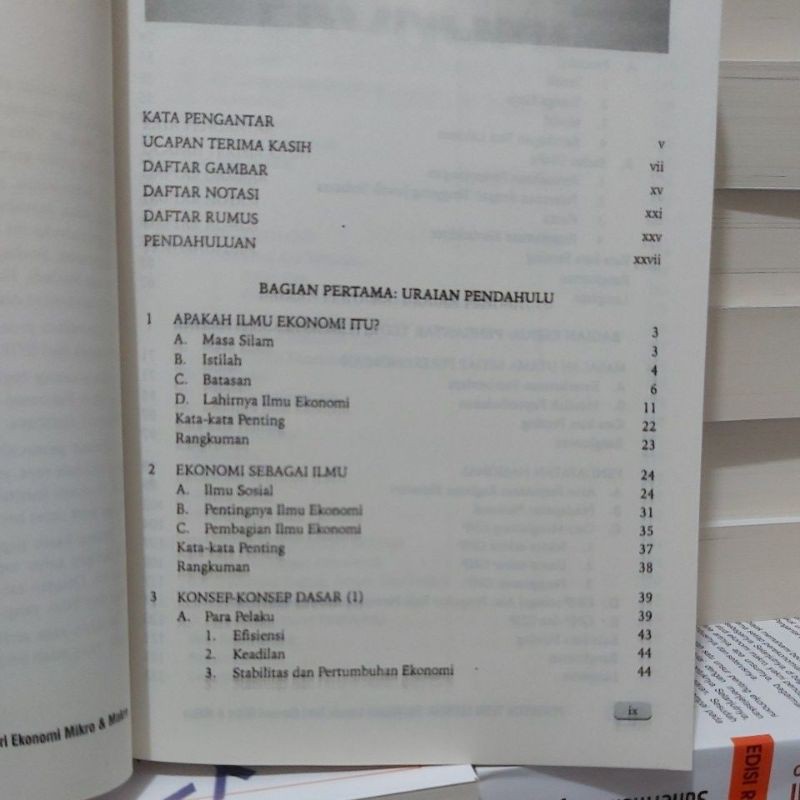 KATA PENGANTAR v
UCAPAN TERIMA KASIH vii
DAFTAR GAMBAR xv
DAFTAR NOTASI xxi
DAFTAR RUMUS xxv
PENDAHULUAN xxvii
BAGIAN PERTAMA: URAIAN PENDAHULU
1 APAKAH ILMU EKONOMI ITU? 3
A. Masa Silam 3
B. Istilah 4
C. Batasan 6
D. Lahirnya Ilmu Ekonomi 11
Kata-kata Penting 22
Rangkuman 23
2 EKONOMI SEBAGAI ILMU 24
A. Ilmu Sosial 24
B. Pentingnya Ilmu Ekonomi 31
C. Pembagian Ilmu Ekonomi 35
Kata-kata Penting 37
Rangkuman 38
3 KONSEP-KONSEP DASAR (1) 39
A. Para Pelaku 39
1. Efisiensi 43
2. Keadilan 44
3. Stabilitas dan Pertumbuhan Ekonomi 44
ix
ri Ekonomi Mikro & Makro
EDISI R